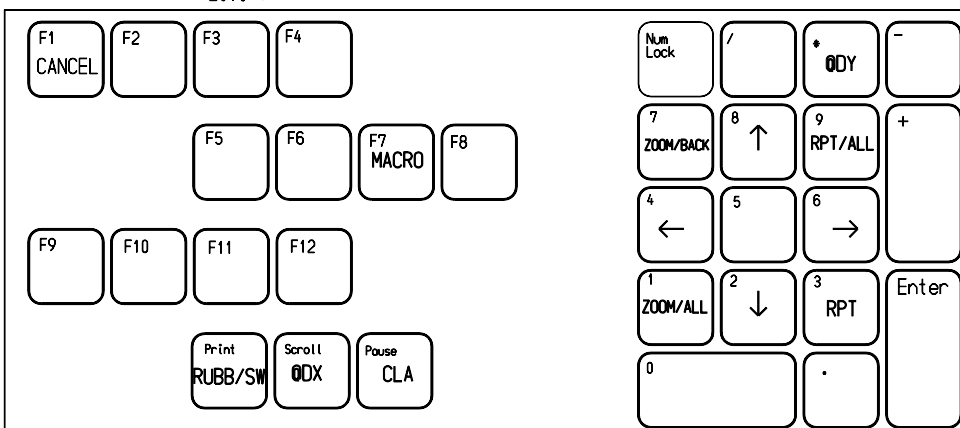 F1 F2 F3 F4
CANCEL
F5 F6 F7 F8
MACRO
F9 F10 F11 F12
Print Scroll Pause
RUBB/SW @DX CLA
Num Lock / * -
@DY
7 8 9 +
ZOOM/BACK ↑ RPT/ALL
4 5 6
← →
1 2 3 Enter
ZOOM/ALL ↓ RPT
0 .